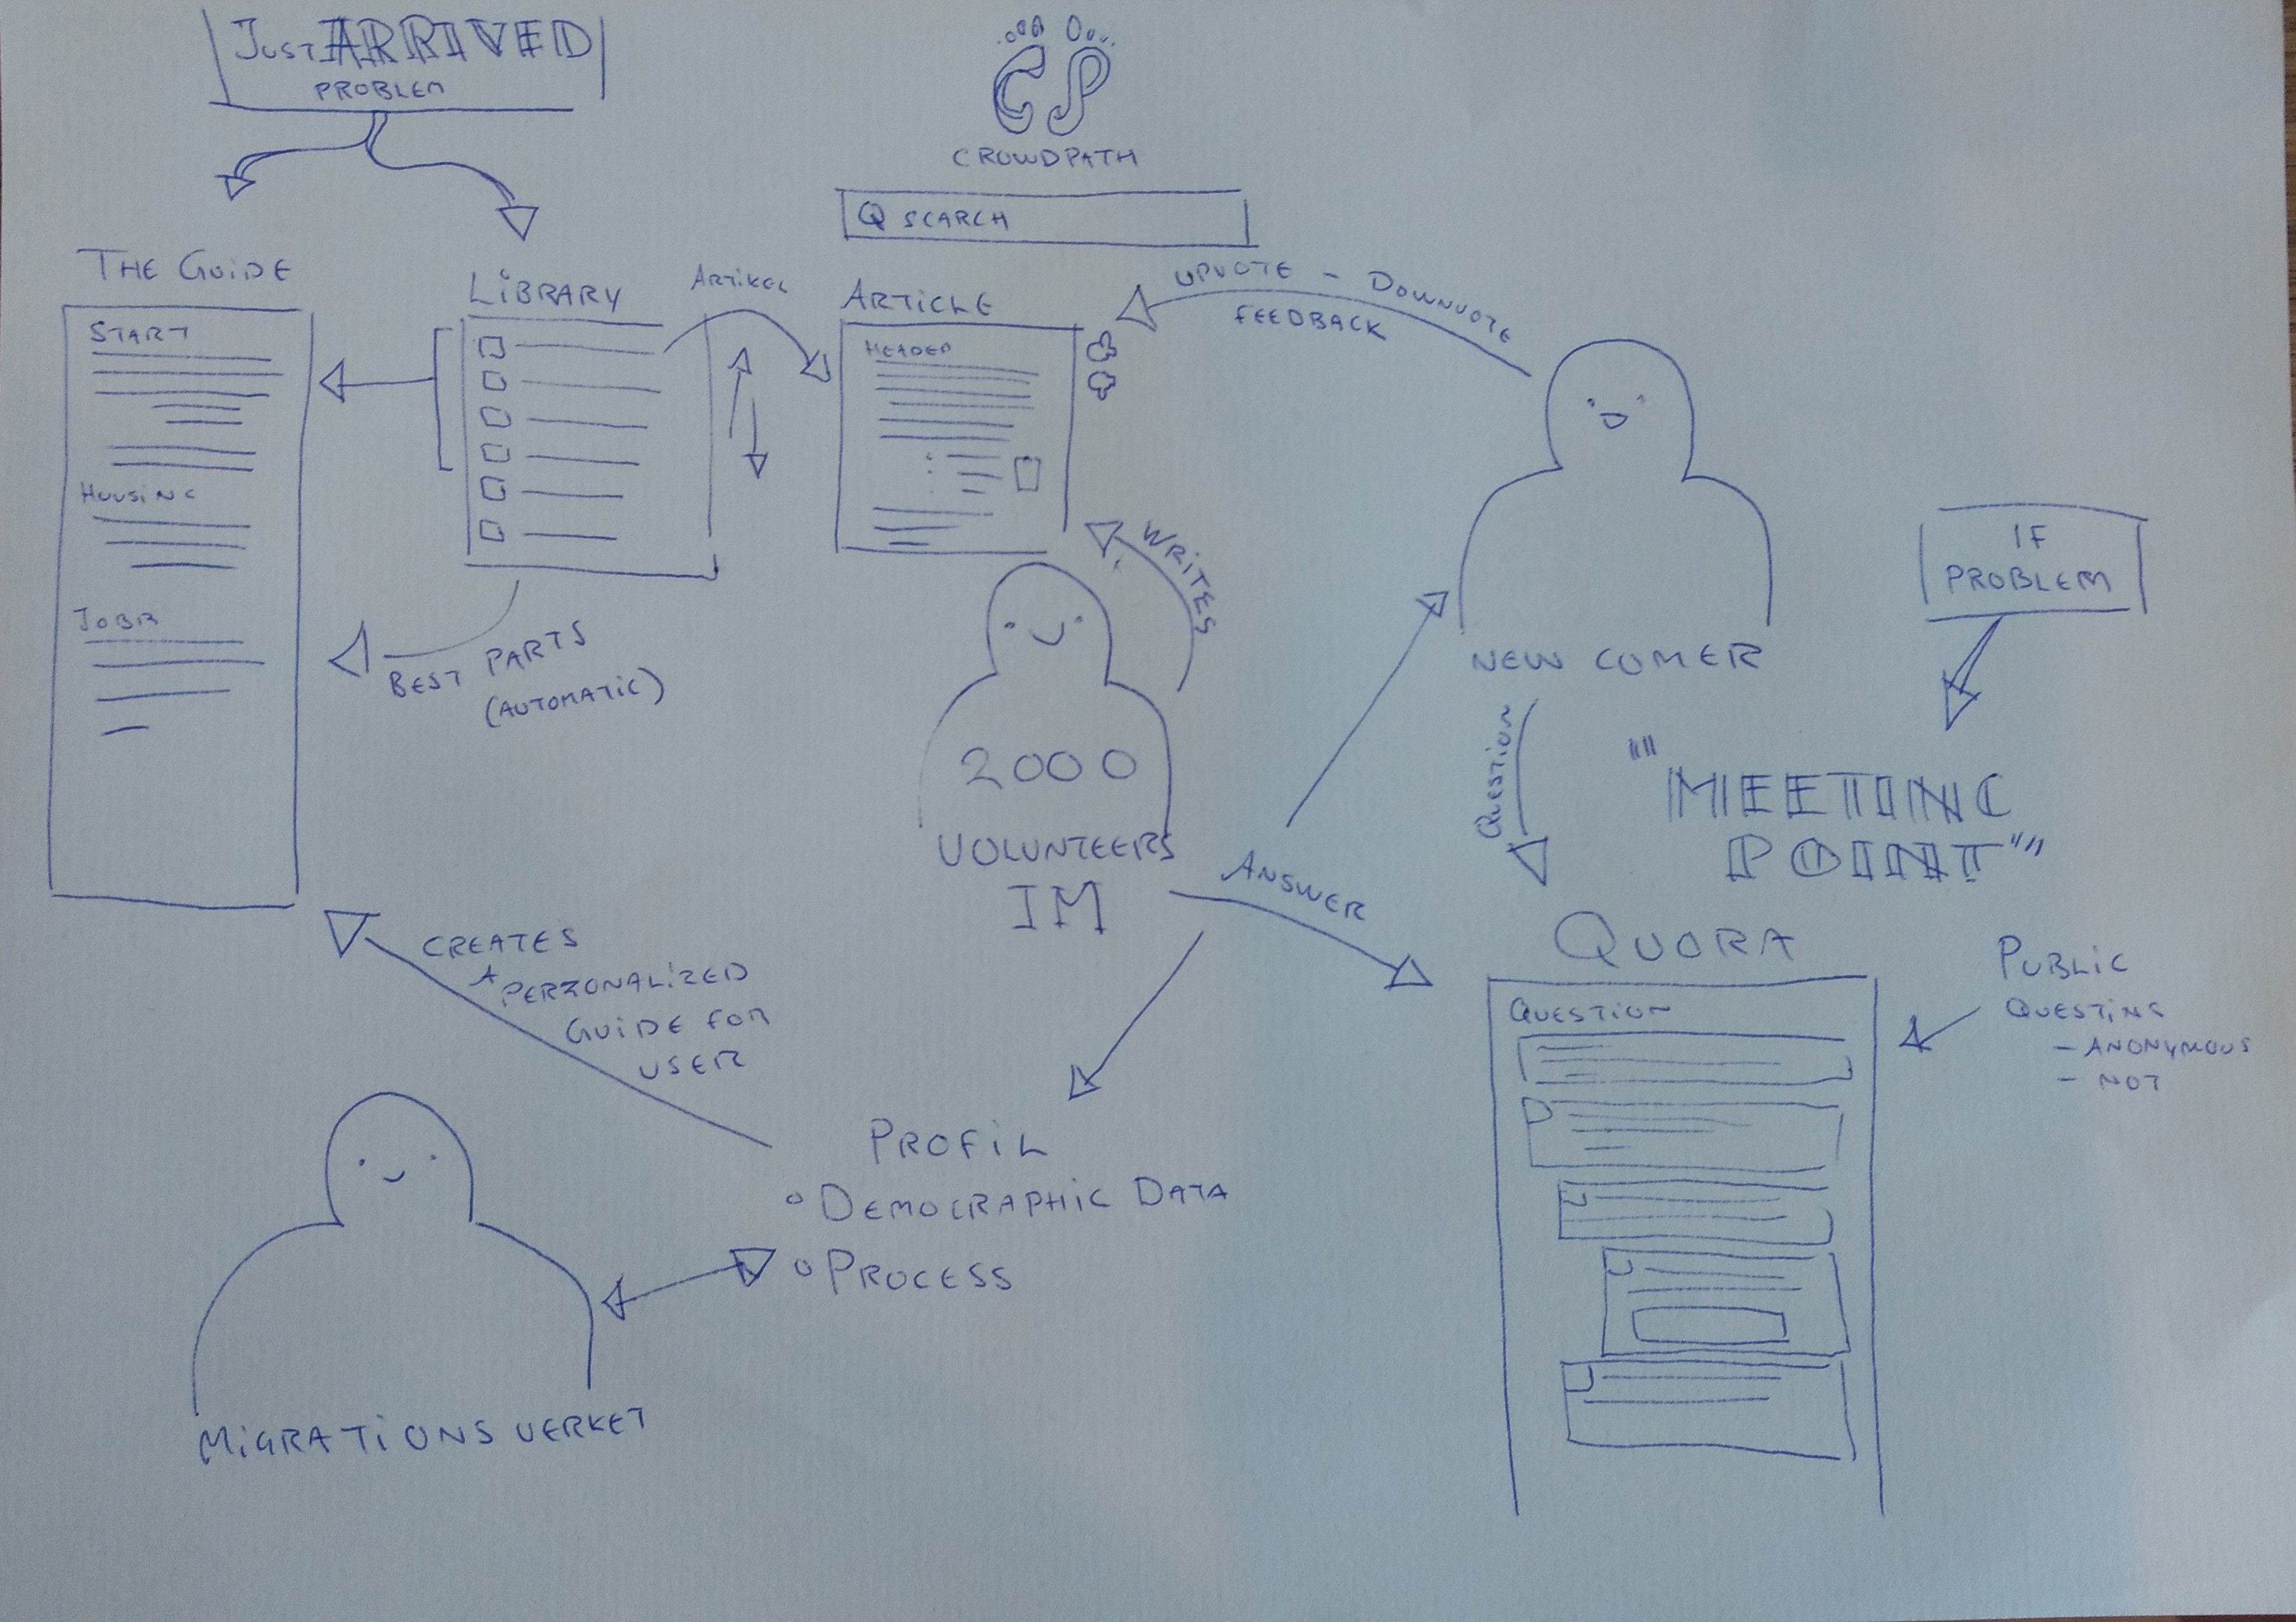 JUST ARRIVED
PROBLEM
CP
CROWDPATH
SEARCH
THE GUIDE
START
HOUSING
JOBB
LIBRARY
ARTIKEL
ARTICLE
HEADER
UPVOTE - DOWNVOTE
FEEDBACK
WRITES
BEST PARTS
(AUTOMATIC)
2000
VOLUNTEERS
IM
NEW COMER
IF
PROBLEM
QUESTION
"MEETING
POINT"
ANSWER
QUORA
QUESTION
PUBLIC
QUESTINS
- ANONYMOUS
- NOT
CREATES
A PERZONALIZED
GUIDE FOR
USER
PROFIL
o DEMOGRAPHIC DATA
o PROCESS
MIGRATIONS VERKET